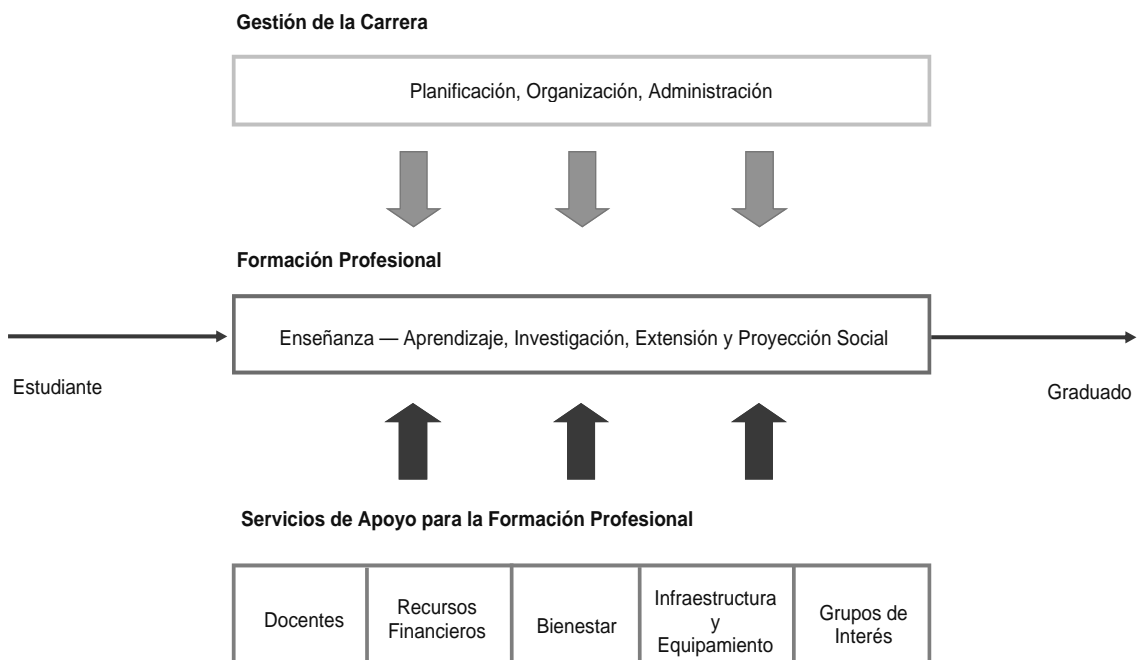 Gestión de la Carrera
Planificación, Organización, Administración
Formación Profesional
Enseñanza — Aprendizaje, Investigación, Extensión y Proyección Social
Estudiante
Graduado
Servicios de Apoyo para la Formación Profesional
Docentes
Recursos
Financieros
Bienestar
Infraestructura
y
Equipamiento
Grupos de
Interés